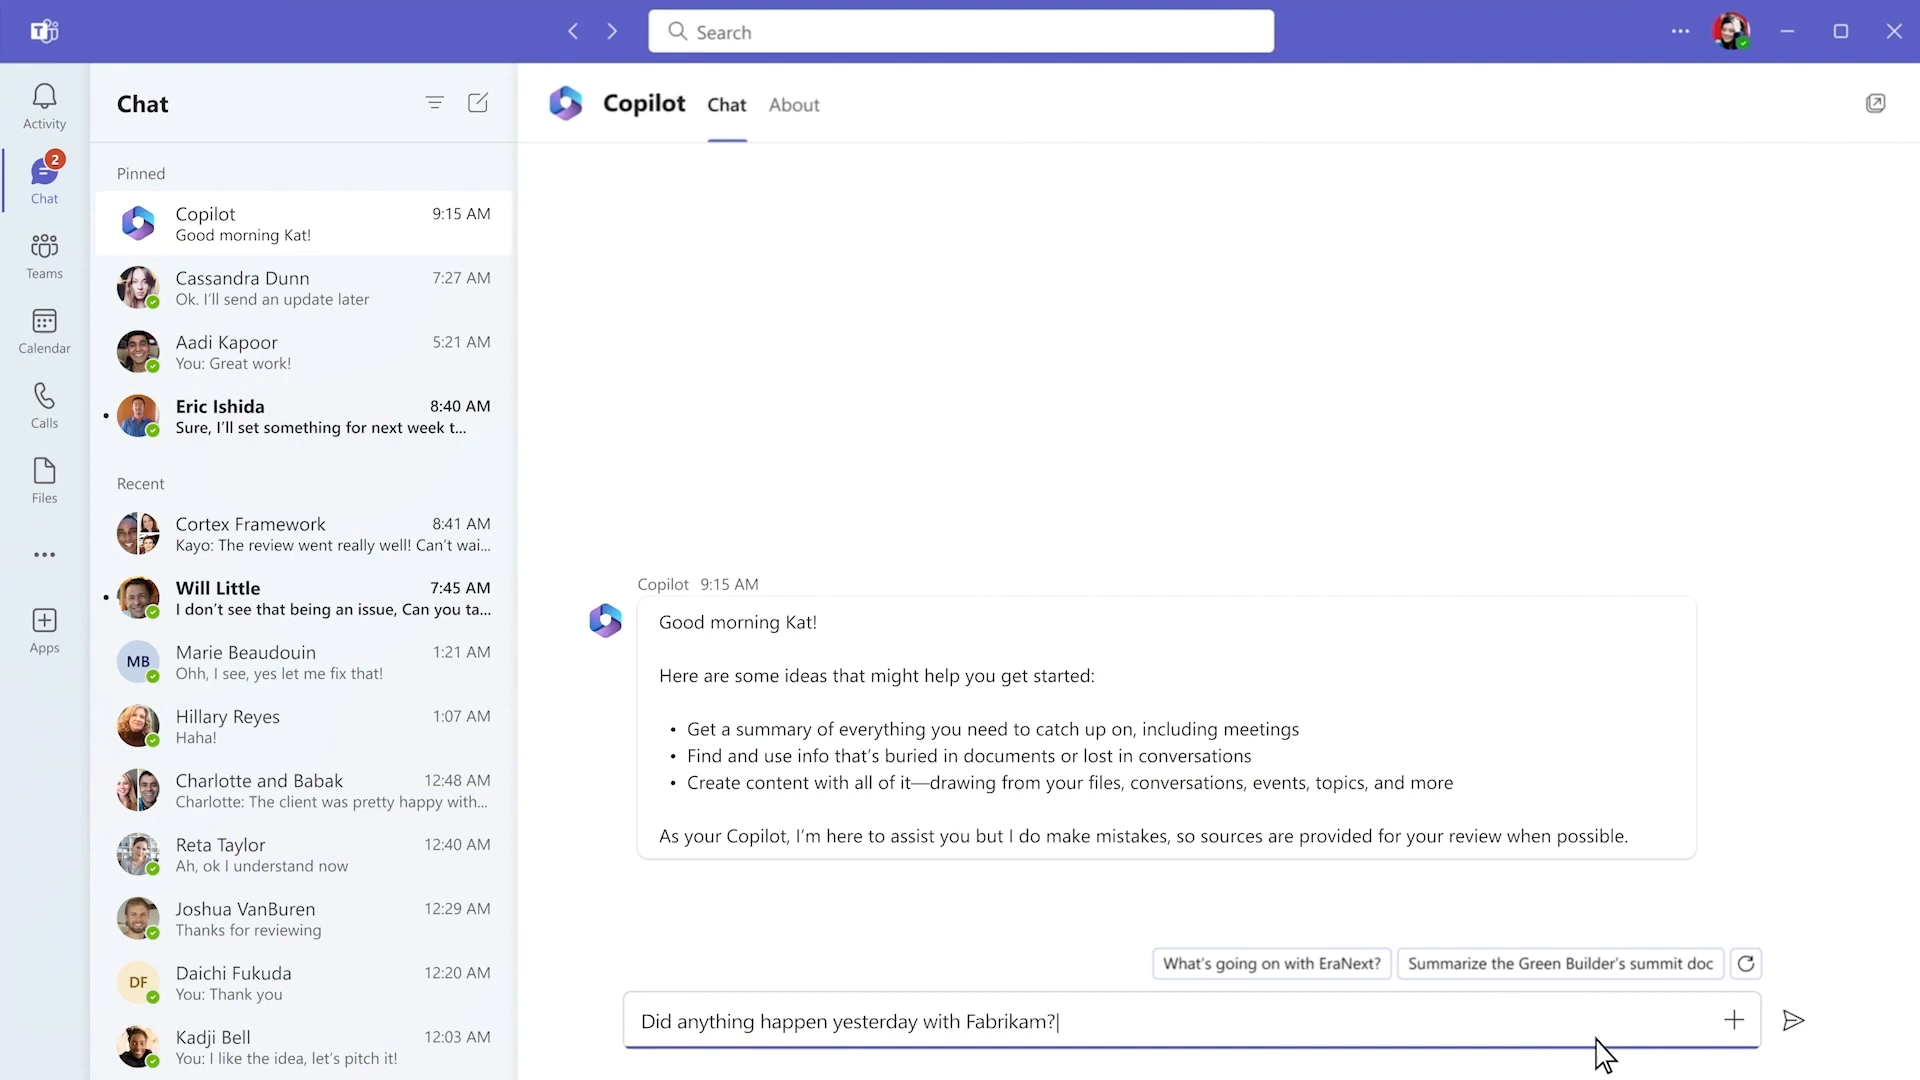 Search
Activity
2
Chat
Teams
Calendar
Calls
Files
Apps
Chat
Pinned
Copilot 9:15 AM
Good morning Kat!
Cassandra Dunn 7:27 AM
Ok. I’ll send an update later
Aadi Kapoor 5:21 AM
You: Great work!
Eric Ishida 8:40 AM
Sure, I’ll set something for next week t...
Recent
Cortex Framework 8:41 AM
Kayo: The review went really well! Can’t wai...
Will Little 7:45 AM
I don’t see that being an issue, Can you ta...
MB
Marie Beaudouin 1:21 AM
Ohh, I see, yes let me fix that!
Hillary Reyes 1:07 AM
Haha!
Charlotte and Babak 12:48 AM
Charlotte: The client was pretty happy with...
Reta Taylor 12:40 AM
Ah, ok I understand now
Joshua VanBuren 12:29 AM
Thanks for reviewing
DF
Daichi Fukuda 12:20 AM
You: Thank you
Kadji Bell 12:03 AM
You: I like the idea, let’s pitch it!
Copilot Chat About
Copilot 9:15 AM
Good morning Kat!
Here are some ideas that might help you get started:
• Get a summary of everything you need to catch up on, including meetings
• Find and use info that’s buried in documents or lost in conversations
• Create content with all of it—drawing from your files, conversations, events, topics, and more
As your Copilot, I’m here to assist you but I do make mistakes, so sources are provided for your review when possible.
What’s going on with EraNext? Summarize the Green Builder’s summit doc
Did anything happen yesterday with Fabrikam?